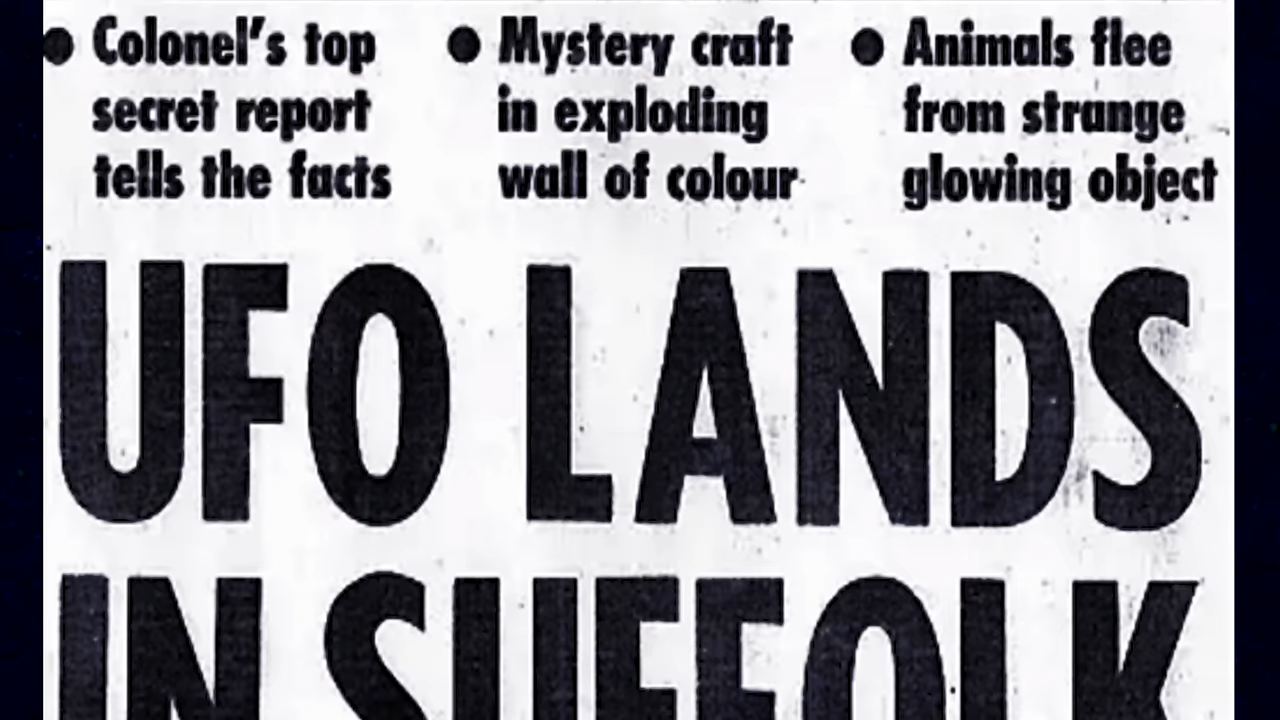 ● Colonel's top
secret report
tells the facts
● Mystery craft
in exploding
wall of colour
● Animals flee
from strange
glowing object
UFO LANDS
IN SUFFOLK